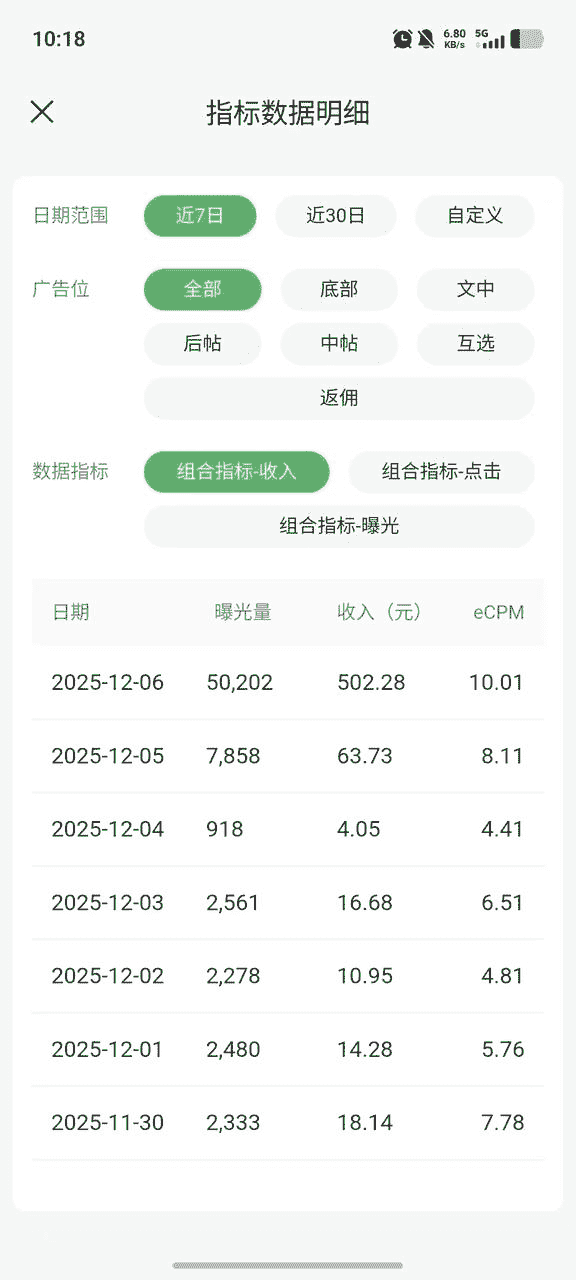 10:18 6.80 KB/s 5G
指标数据明细
日期范围 近7日 近30日 自定义
广告位 全部 底部 文中
后帖 中帖 互选
返佣
数据指标 组合指标-收入 组合指标-点击
组合指标-曝光
日期 曝光量 收入（元） eCPM
2025-12-06 50,202 502.28 10.01
2025-12-05 7,858 63.73 8.11
2025-12-04 918 4.05 4.41
2025-12-03 2,561 16.68 6.51
2025-12-02 2,278 10.95 4.81
2025-12-01 2,480 14.28 5.76
2025-11-30 2,333 18.14 7.78